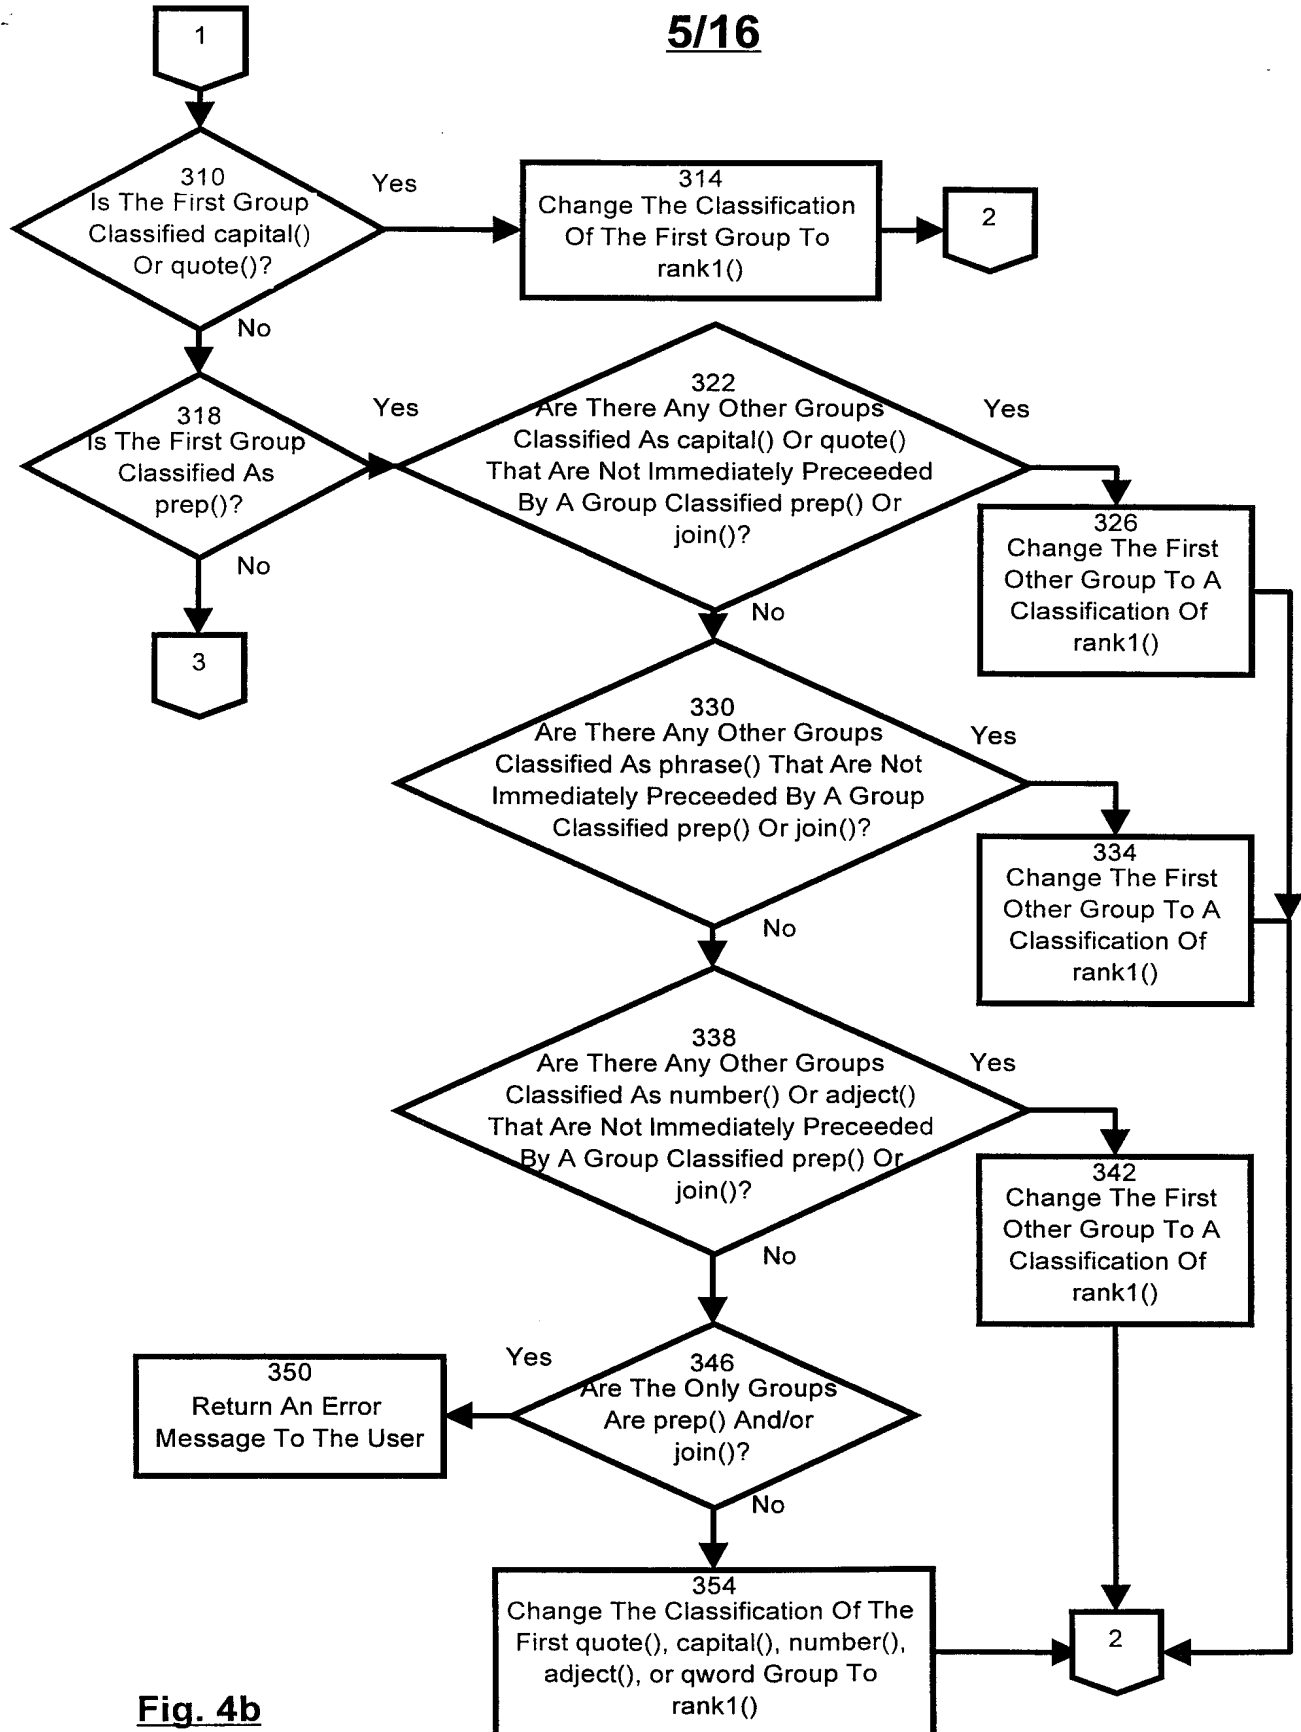 5/16
1
310
Is The First Group
Classified capital()
Or quote()?
Yes
314
Change The Classification
Of The First Group To
rank1()
2
No
318
Is The First Group
Classified As
prep()?
Yes
322
Are There Any Other Groups
Classified As capital() Or quote()
That Are Not Immediately Preceeded
By A Group Classified prep() Or
join()?
Yes
326
Change The First
Other Group To A
Classification Of
rank1()
No
3
No
330
Are There Any Other Groups
Classified As phrase() That Are Not
Immediately Preceeded By A Group
Classified prep() Or join()?
Yes
334
Change The First
Other Group To A
Classification Of
rank1()
No
338
Are There Any Other Groups
Classified As number() Or adject()
That Are Not Immediately Preceeded
By A Group Classified prep() Or
join()?
Yes
342
Change The First
Other Group To A
Classification Of
rank1()
No
346
Are The Only Groups
Are prep() And/or
join()?
Yes
350
Return An Error
Message To The User
No
354
Change The Classification Of The
First quote(), capital(), number(),
adject(), or qword Group To
rank1()
2
Fig. 4b